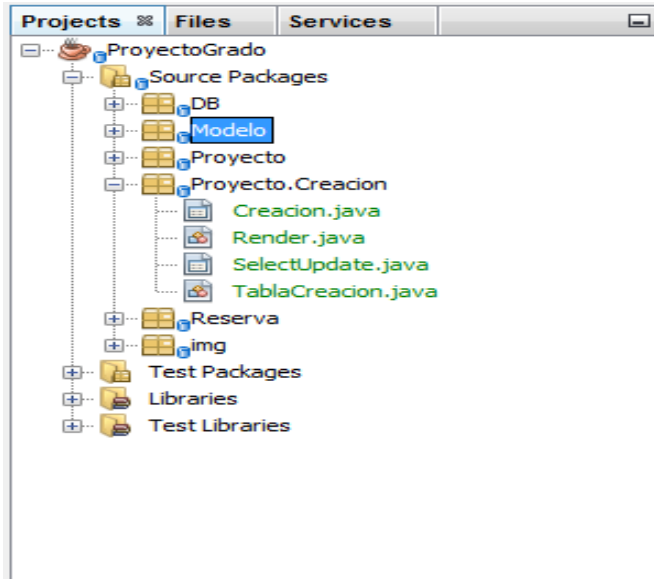 Projects Files Services
ProyectoGrado
Source Packages
DB
Modelo
Proyecto
Proyecto.Creacion
Creacion.java
Render.java
SelectUpdate.java
TablaCreacion.java
Reserva
img
Test Packages
Libraries
Test Libraries